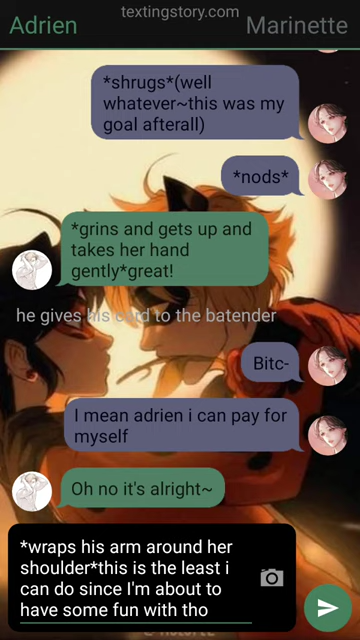 textingstory.com
Adrien
Marinette
*shrugs*(well
whatever~this was my
goal afterall)
*nods*
*grins and gets up and
takes her hand
gently*great!
he gives his card to the batender
Bitc-
I mean adrien i can pay for
myself
Oh no it's alright~
*wraps his arm around her
shoulder*this is the least i
can do since I'm about to
have some fun with tho